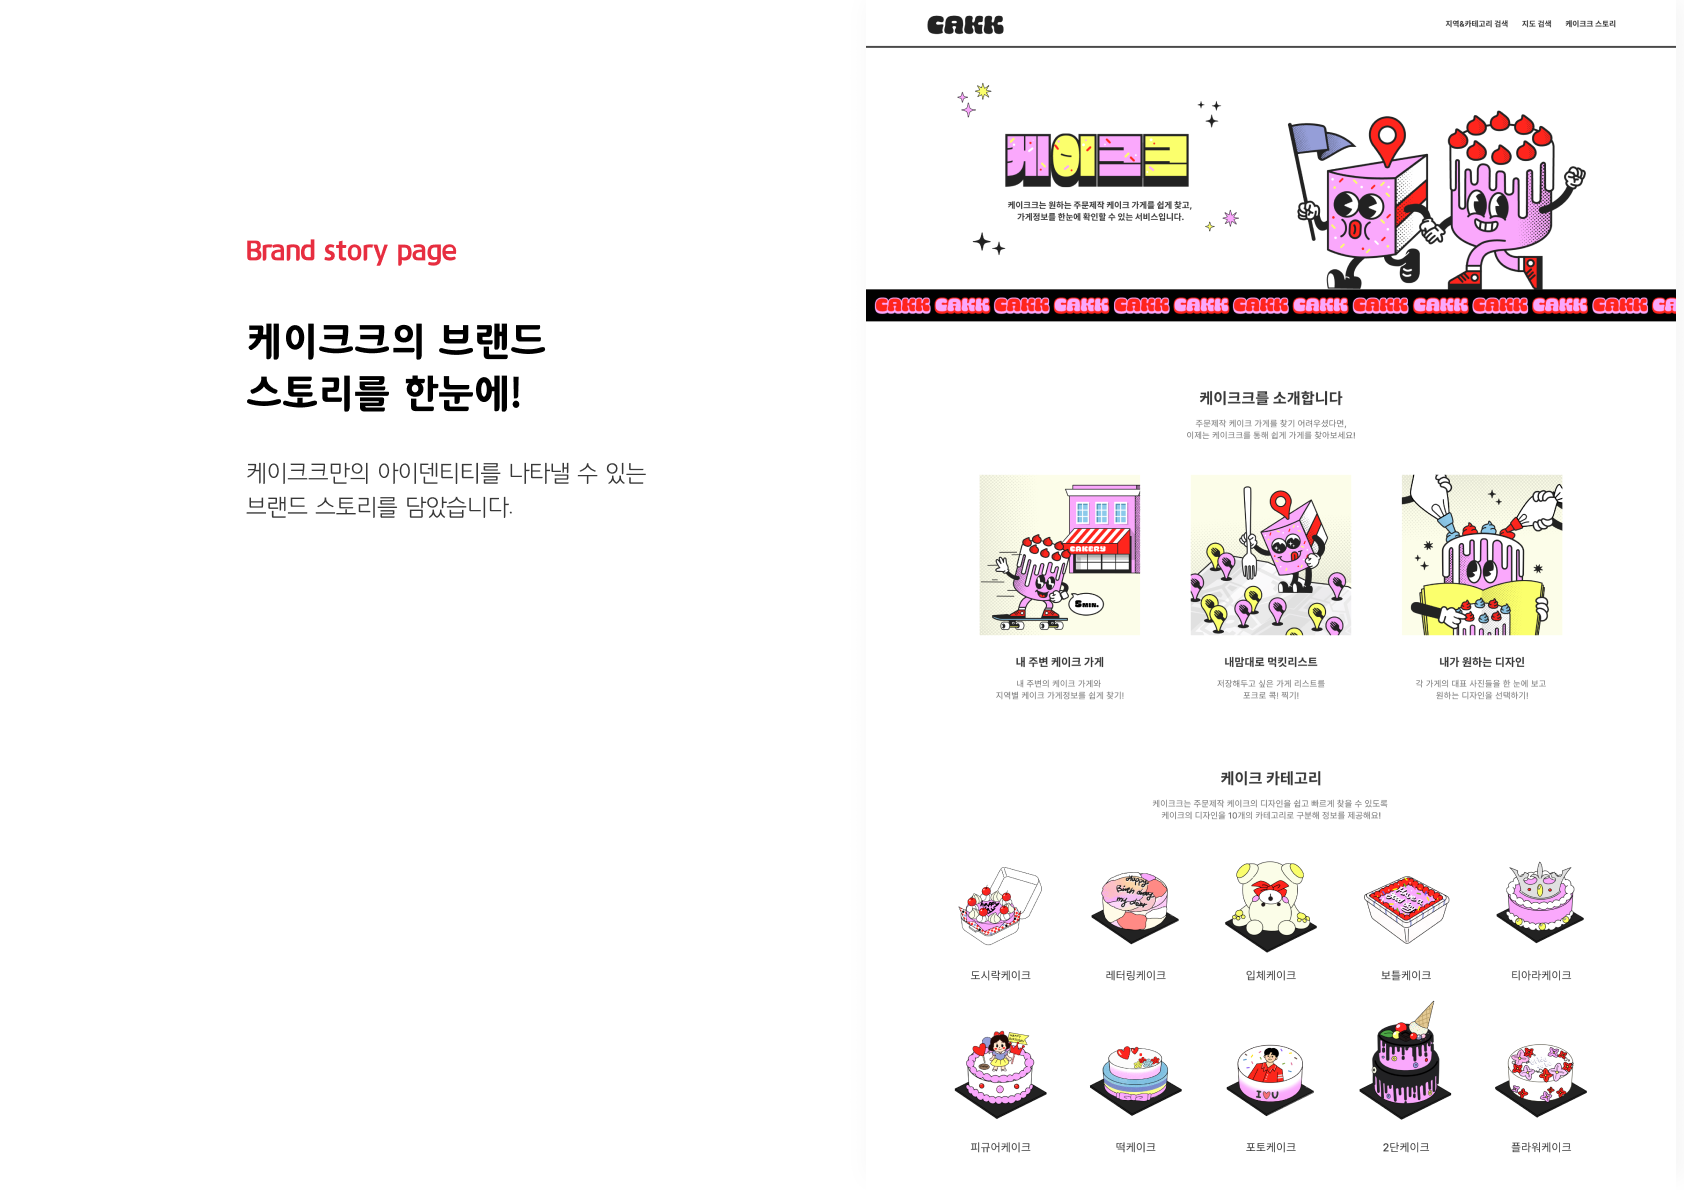 Brand story page
케이크크의 브랜드
스토리를 한눈에!
케이크크만의 아이덴티티를 나타낼 수 있는
브랜드 스토리를 담았습니다.
CAKK
지역&카테고리 검색 지도 검색 케이크크 스토리
케이크크
케이크크는 원하는 주문제작 케이크 가게를 쉽게 찾고,
가게정보를 한눈에 확인할 수 있는 서비스입니다.
CAKK CAKK CAKK CAKK CAKK CAKK CAKK CAKK CAKK CAKK CAKK CAKK CAKK CA
케이크크를 소개합니다
주문제작 케이크 가게를 찾기 어려우셨다면,
이제는 케이크크를 통해 쉽게 가게를 찾아보세요!
CAKERY
5MIN.
내 주변 케이크 가게
내 주변의 케이크 가게와
지역별 케이크 가게정보를 쉽게 찾기!
내맘대로 먹킷리스트
저장해두고 싶은 가게 리스트를
포크로 콕! 찍기!
내가 원하는 디자인
각 가게의 대표 사진들을 한 눈에 보고
원하는 디자인을 선택하기!
케이크 카테고리
케이크크는 주문제작 케이크의 디자인을 쉽고 빠르게 찾을 수 있도록
케이크의 디자인을 10개의 카테고리로 구분해 정보를 제공해요!
Happy
Birth day
my dear
도시락케이크 레터링케이크 입체케이크 보틀케이크 티아라케이크
I U
피규어케이크 떡케이크 포토케이크 2단케이크 플라워케이크